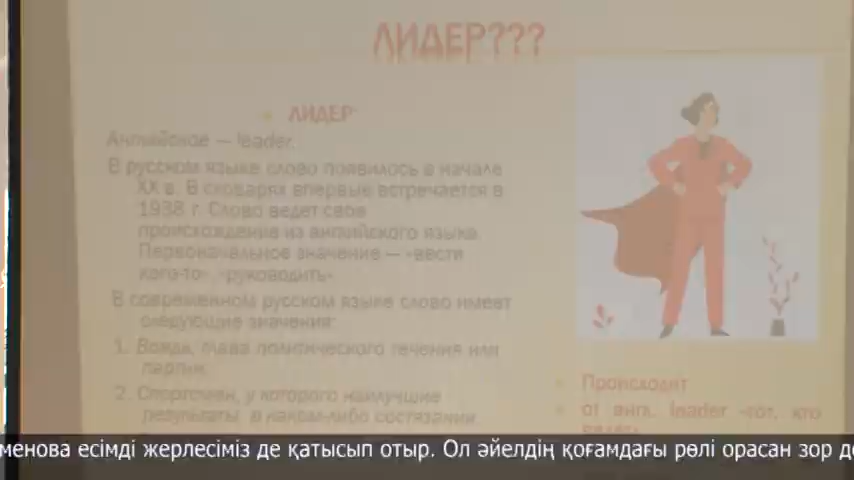 ЛИДЕР???
ЛИДЕР
Английское — leader.
В русском языке слово появилось в начале
XX в. В словарях впервые встречается в
1938 г. Слово ведет свое
происхождение из английского языка.
Первоначальное значение — «вести
кого-то», «руководить»
В современном русском языке слово имеет
следующие значения:
1. Вождь, глава политического течения или
партии.
2. Спортсмен, у которого наилучшие
результаты в каком-либо состязании
Происходит
от англ. leader «тот, кто
менова есімді жерлесіміз де қатысып отыр. Ол әйелдің қоғамдағы рөлі орасан зор де